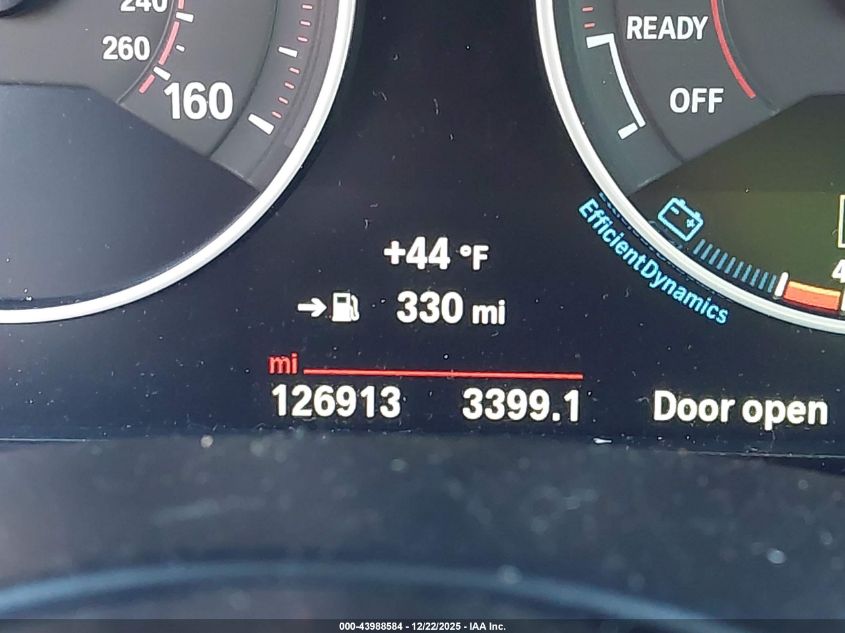 240
260
160
READY
OFF
EfficientDynamics
+44 °F
330 mi
mi
126913 3399.1 Door open
4
000-43988584 - 12/22/2025 - IAA Inc.